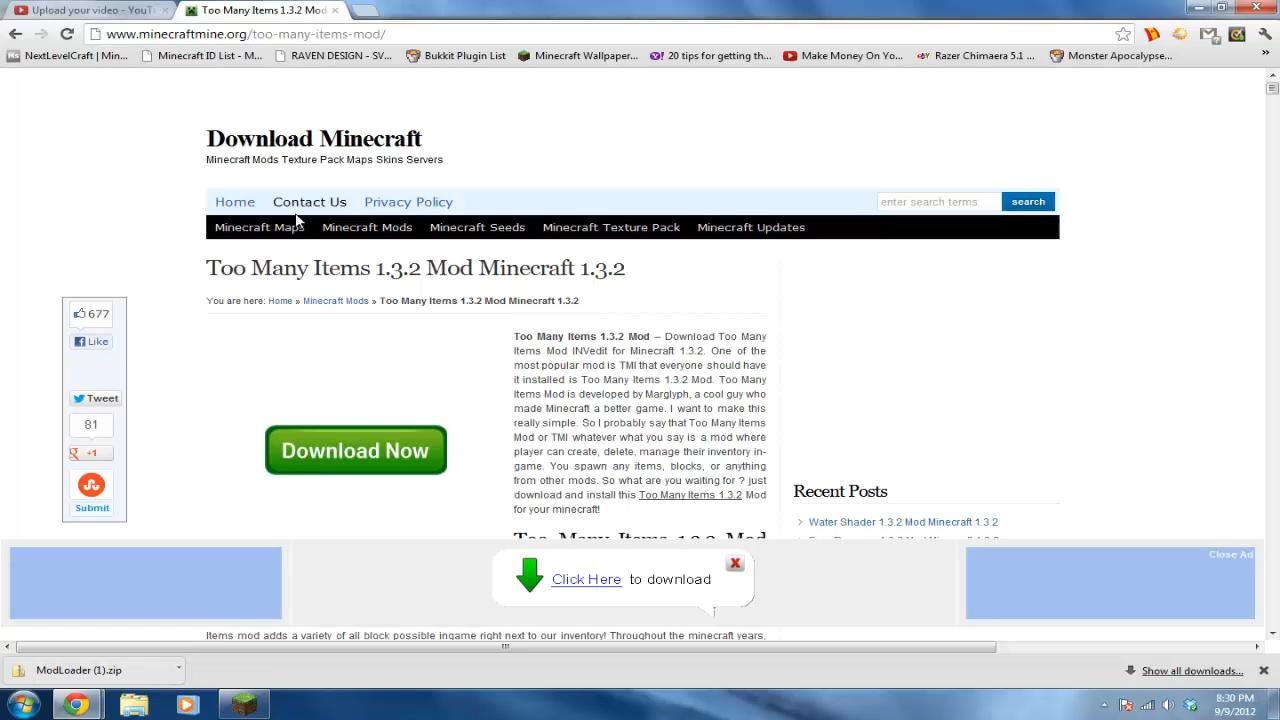 Upload your video - YouT
Too Many Items 1.3.2 Mod
www.minecraftmine.org/too-many-items-mod/
NextLevelCraft | Min...
Minecraft ID List - M...
RAVEN DESIGN - SV...
Bukkit Plugin List
Minecraft Wallpaper...
20 tips for getting th...
Make Money On Yo...
Razer Chimaera 5.1 ...
Monster Apocalypse...
Download Minecraft
Minecraft Mods Texture Pack Maps Skins Servers
Home Contact Us Privacy Policy
enter search terms search
Minecraft Maps Minecraft Mods Minecraft Seeds Minecraft Texture Pack Minecraft Updates
Too Many Items 1.3.2 Mod Minecraft 1.3.2
You are here: Home » Minecraft Mods » Too Many Items 1.3.2 Mod Minecraft 1.3.2
677
Like
Tweet
81
+1
Submit
Download Now
Too Many Items 1.3.2 Mod – Download Too Many
Items Mod INVedit for Minecraft 1.3.2. One of the
most popular mod is TMI that everyone should have
it installed is Too Many Items 1.3.2 Mod. Too Many
Items Mod is developed by Marglyph, a cool guy who
made Minecraft a better game. I want to make this
really simple. So I probably say that Too Many Items
Mod or TMI whatever what you say is a mod where
player can create, delete, manage their inventory in-
game. You spawn any items, blocks, or anything
from other mods. So what are you waiting for ? just
download and install this Too Many Items 1.3.2 Mod
for your minecraft!
Too Many Items 1.3.2 Mod
Recent Posts
Water Shader 1.3.2 Mod Minecraft 1.3.2
Close Ad
Click Here to download
Items mod adds a variety of all block possible ingame right next to our inventory! Throughout the minecraft years,
ModLoader (1).zip
Show all downloads...
8:30 PM
9/9/2012